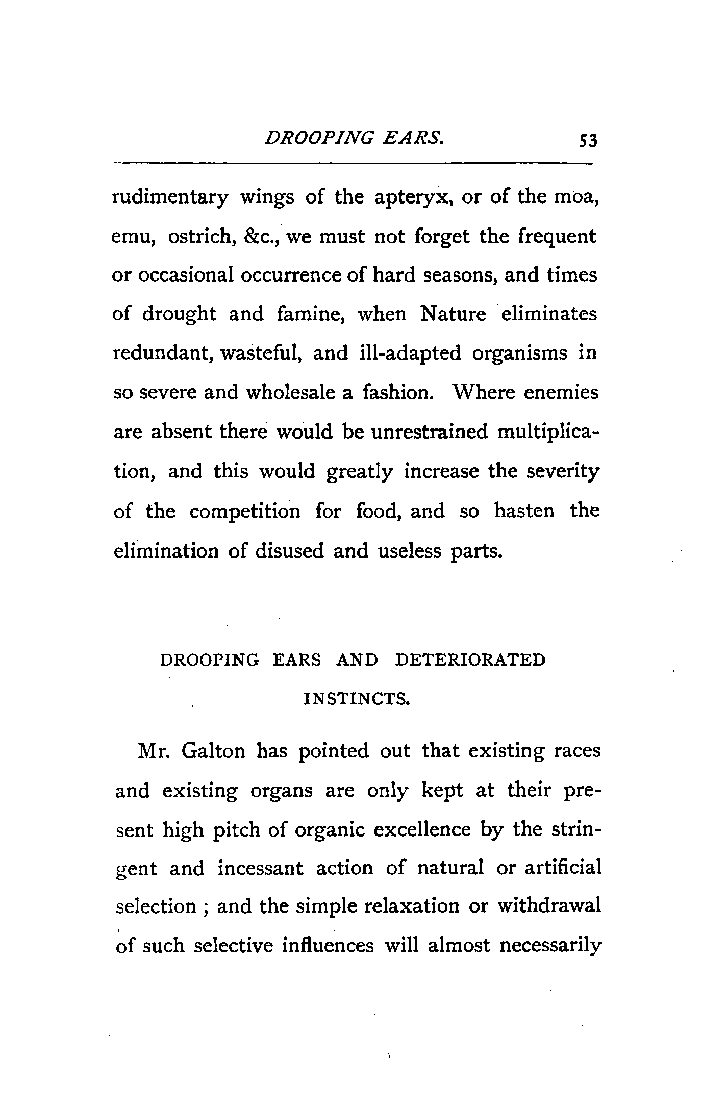 DROOPING EARS. 53
rudimentary wings of the apteryx, or of the moa,
emu, ostrich, &c., we must not forget the frequent
or occasional occurrence of hard seasons, and times
of drought and famine, when Nature eliminates
redundant, wasteful, and ill-adapted organisms in
so severe and wholesale a fashion. Where enemies
are absent there would be unrestrained multiplica-
tion, and this would greatly increase the severity
of the competition for food, and so hasten the
elimination of disused and useless parts.
DROOPING EARS AND DETERIORATED
INSTINCTS.
Mr. Galton has pointed out that existing races
and existing organs are only kept at their pre-
sent high pitch of organic excellence by the strin-
gent and incessant action of natural or artificial
selection ; and the simple relaxation or withdrawal
of such selective influences will almost necessarily